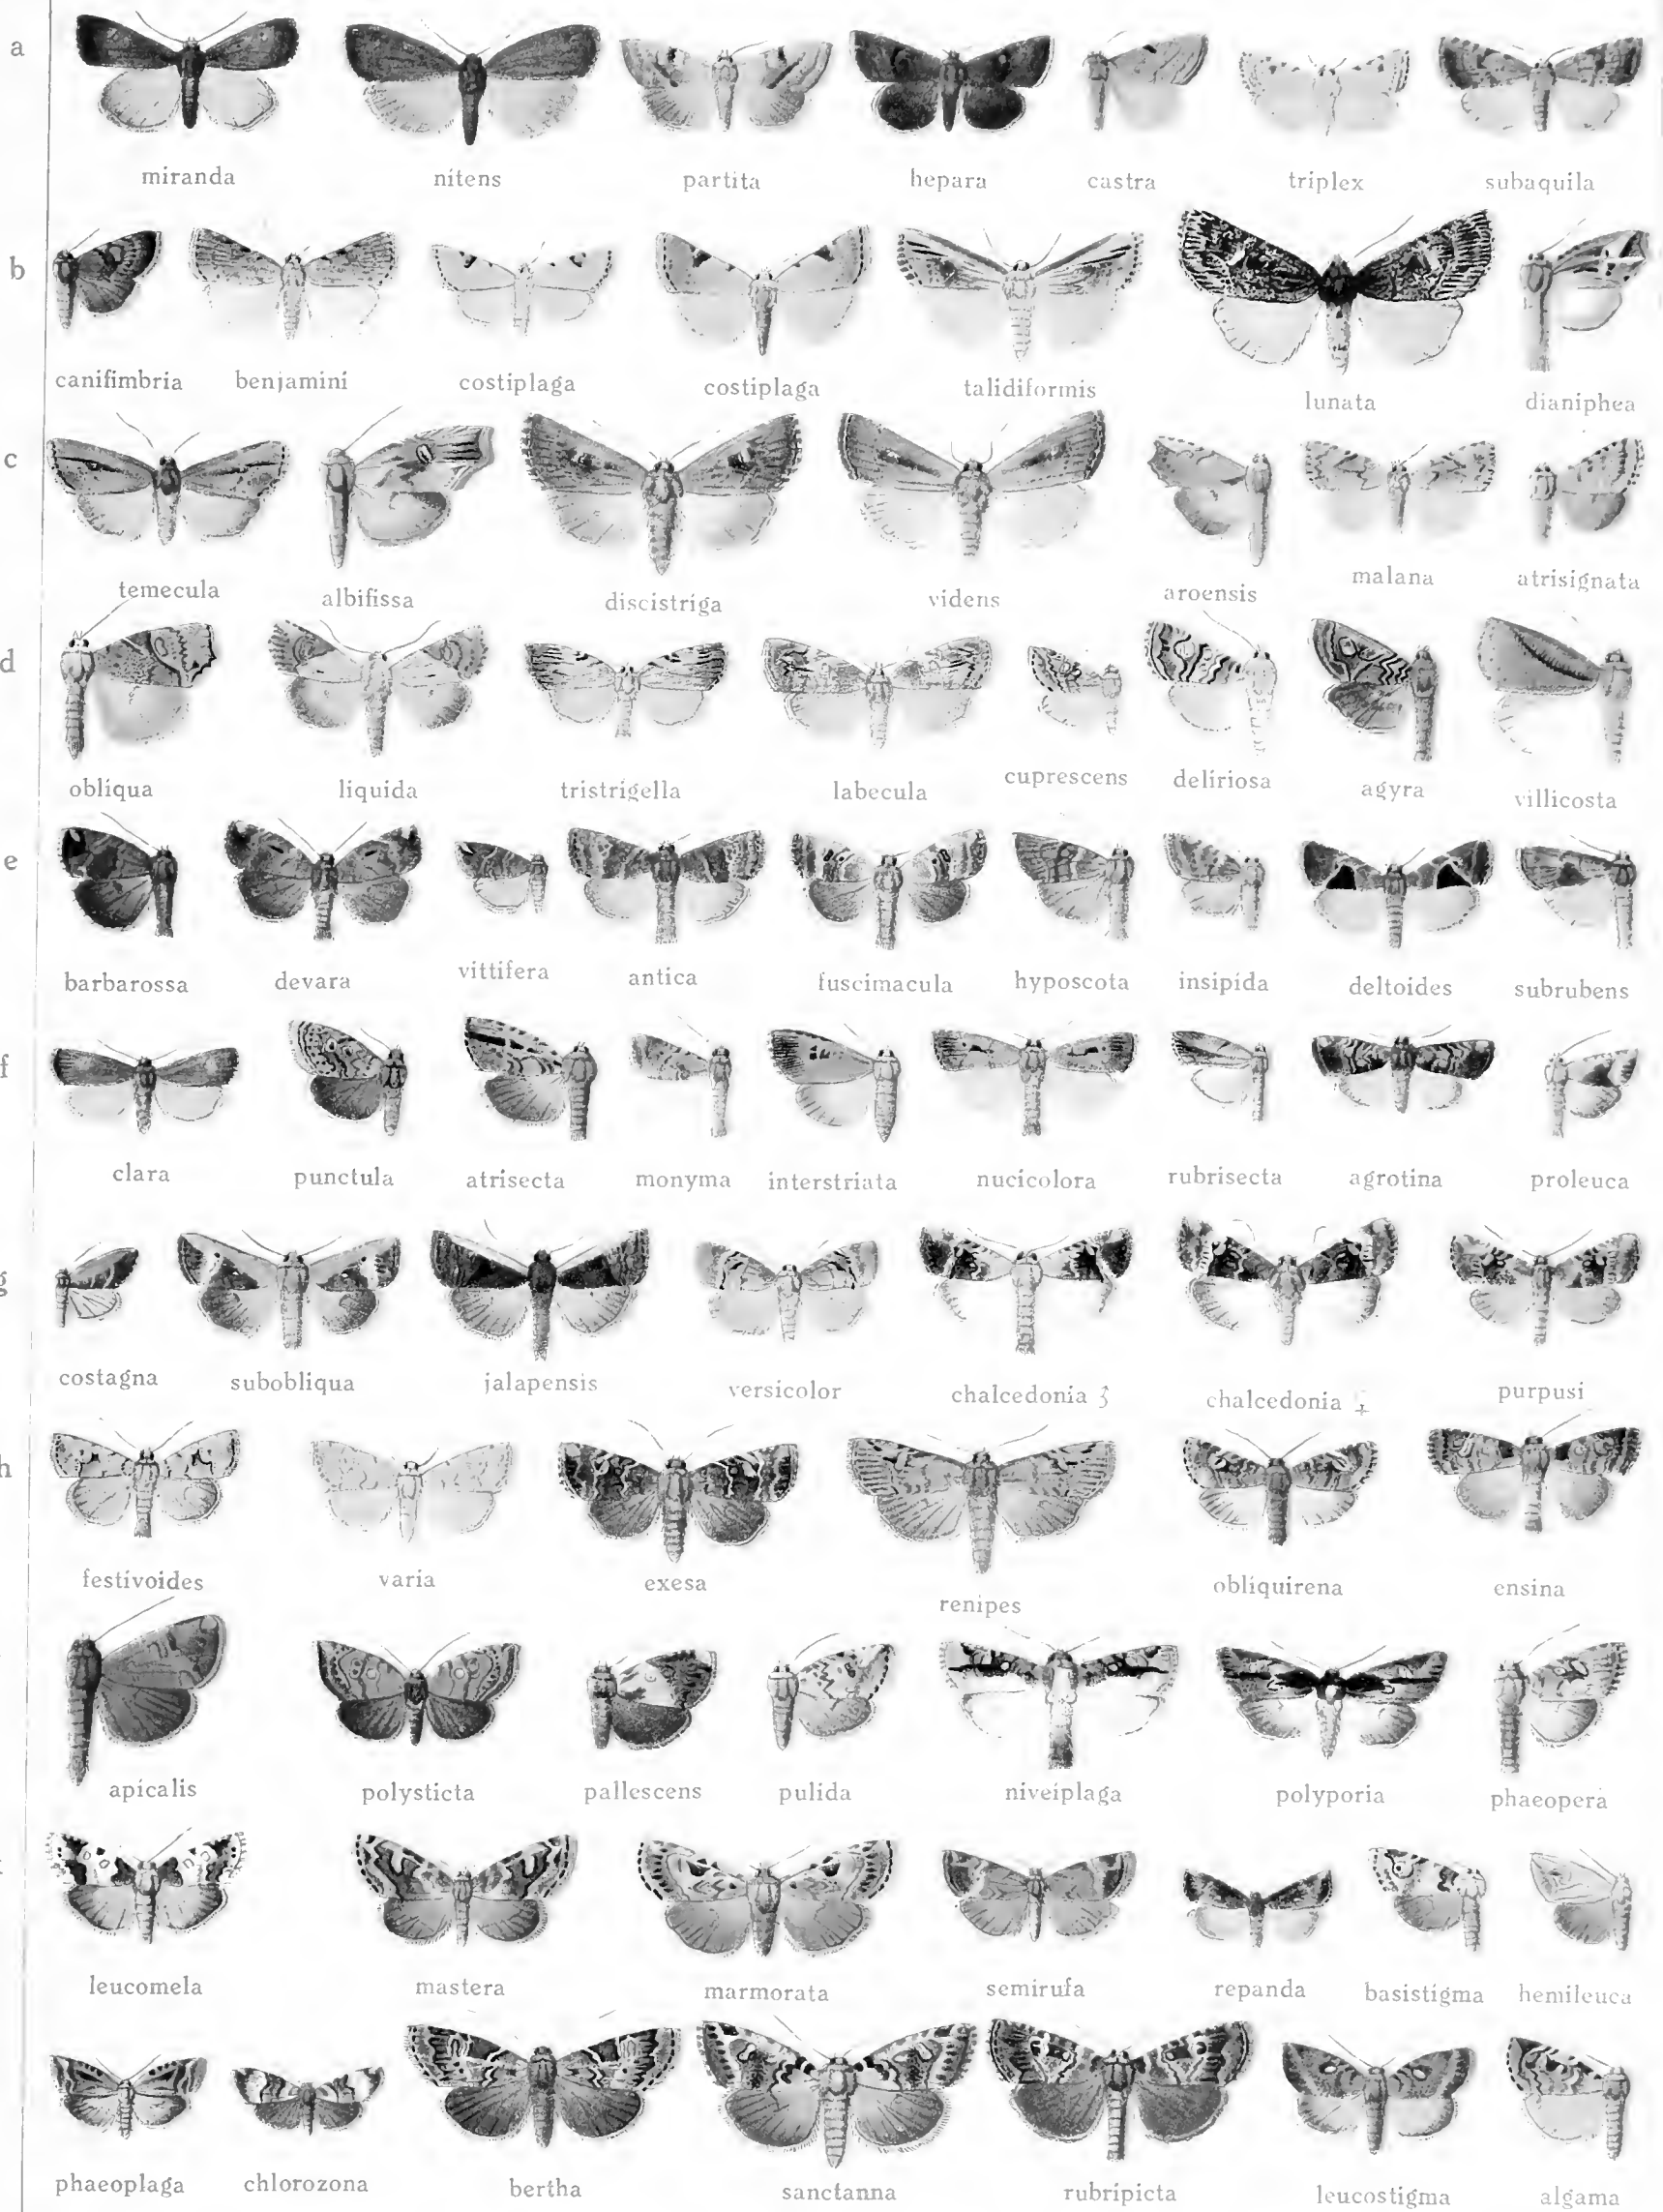 a
miranda nitens partita hepara castra triplex subaquila
b
canifimbria benjamini costiplaga costiplaga talidiformis lunata dianiphea
c
temecula albifissa discistriga videns aroensis malana atrisignata
d
obliqua liquida tristrigella labecula cuprescens deliriosa agyra villicosta
e
barbarossa devara vittifera antica fuscimacula hyposcota insipida deltoides subrubens
f
clara punctula atrisecta monyma interstriata nucicolora rubrisecta agrotina proleuca
g
costagna subobliqua jalapensis versicolor chalcedonia ♂ chalcedonia ♀ purpusi
h
festivoides varia exesa renipes obliquirena ensina
apicalis polysticta pallescens pulida niveiplaga polyporia phaeopera
leucomela mastera marmorata semirufa repanda basistigma hemileuca
phaeoplaga chlorozona bertha sanctanna rubripicta leucostigma algama